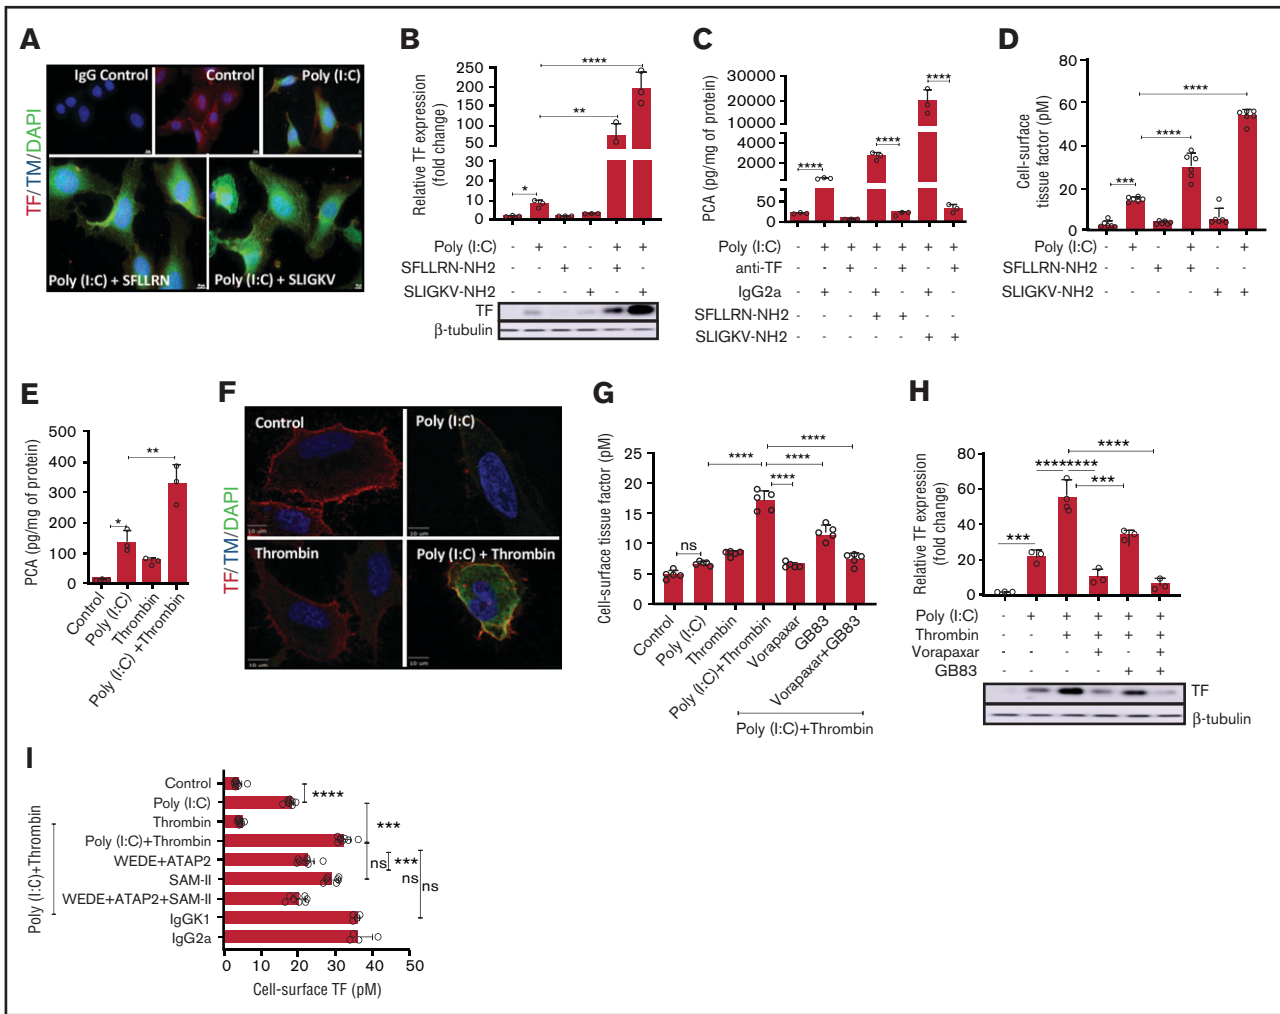 A
IgG Control
Control
Poly (I:C)
TF/TM/DAPI
Poly (I:C) + SFLLRN
Poly (I:C) + SLIGKV
B
Relative TF expression
(fold change)
250
200
150
100
50
30
20
10
0
****
**
*
Poly (I:C) - + - - + +
SFLLRN-NH2 - - + - + -
SLIGKV-NH2 - - - + - +
TF
β-tubulin
C
PCA (pg/mg of protein)
30000
20000
10000
4000
2000
50
0
****
****
****
Poly (I:C) - + + + + + +
anti-TF - - + - + - +
IgG2a - + - + - + -
SFLLRN-NH2 - - - + + - -
SLIGKV-NH2 - - - - - + +
D
Cell-surface
tissue factor (pM)
80
60
40
20
0
****
****
***
Poly (I:C) - + - + - +
SFLLRN-NH2 - - + + - -
SLIGKV-NH2 - - - - + +
E
PCA (pg/mg of protein)
500
400
300
200
100
0
**
*
Control
Poly (I:C)
Thrombin
Poly (I:C) +Thrombin
F
TF/TM/DAPI
Control
Poly (I:C)
10 µm
Thrombin
Poly (I:C) + Thrombin
10 µm
10 µm
G
Cell-surface tissue factor (pM)
25
20
15
10
5
0
****
**** ****
****
ns
Control
Poly (I:C)
Thrombin
Poly (I:C)+Thrombin
Vorapaxar
GB83
Vorapaxar+GB83
Poly (I:C)+Thrombin
H
Relative TF expression
(fold change)
80
60
40
20
0
****
********
***
***
Poly (I:C) - + + + + +
Thrombin - - + + + +
Vorapaxar - - - + - +
GB83 - - - - + +
TF
β-tubulin
I
Poly (I:C)+Thrombin
Control
Poly (I:C)
Thrombin
Poly (I:C)+Thrombin
WEDE+ATAP2
SAM-II
WEDE+ATAP2+SAM-II
IgGK1
IgG2a
****
***
ns
***
ns
ns
0 10 20 30 40 50
Cell-surface TF (pM)